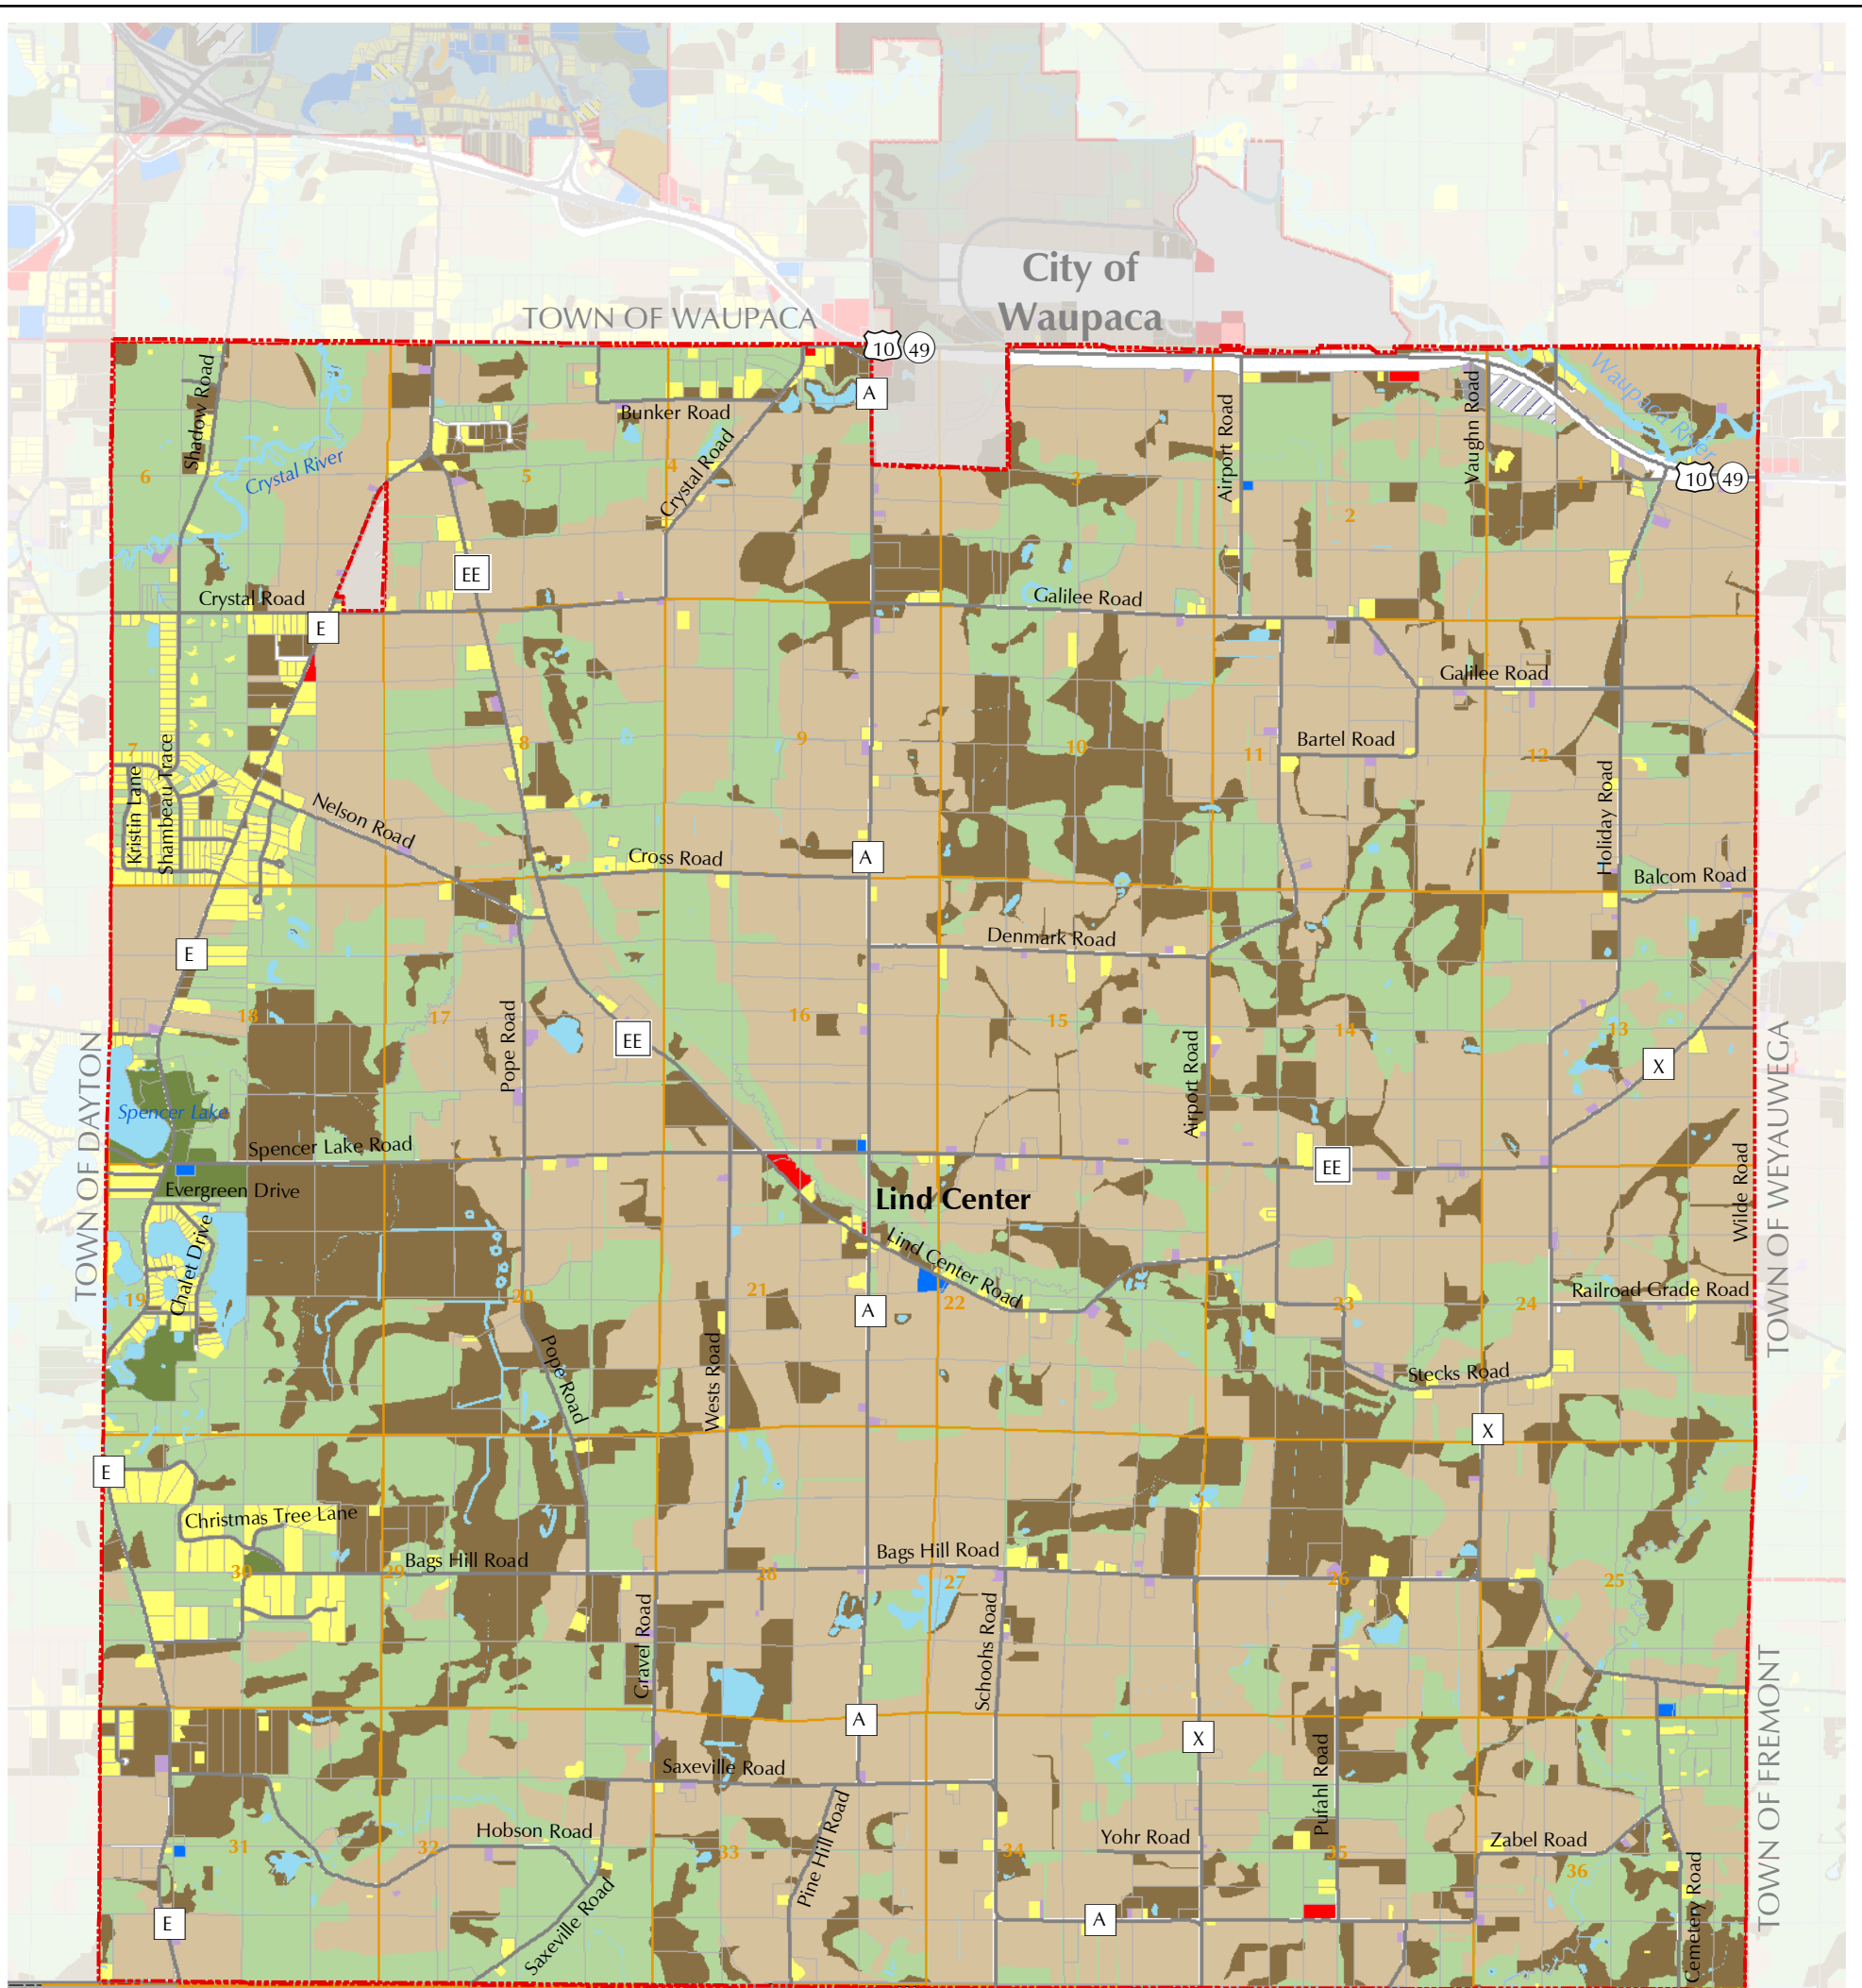 City of
Waupaca
TOWN OF WAUPACA
10
49
A
Shadow Road
Bunker Road
Crystal Road
Airport Road
Vaughn Road
Waupaca River
Crystal River
6
5
4
3
2
1
10
49
EE
Crystal Road
E
Galilee Road
Galilee Road
7
8
9
10
11
12
Bartel Road
Kristin Lane
Shambeau Trace
Nelson Road
Cross Road
A
Holiday Road
Balcom Road
E
Denmark Road
18
17
16
15
14
13
Pope Road
EE
Airport Road
X
TOWN OF DAYTON
TOWN OF WEYAUWEGA
Spencer Lake
Spencer Lake Road
EE
Wilde Road
Evergreen Drive
Lind Center
Chalet Drive
Lind Center Road
19
20
21
22
23
24
A
Railroad Grade Road
Pope Road
Wests Road
Stecks Road
X
E
Christmas Tree Lane
Bags Hill Road
Bags Hill Road
30
29
28
27
26
25
Gravel Road
Schoohs Road
TOWN OF FREMONT
A
X
Saxeville Road
Pufahl Road
Hobson Road
Pine Hill Road
Yohr Road
Zabel Road
31
32
33
34
35
36
E
Saxeville Road
A
Cemetery Road